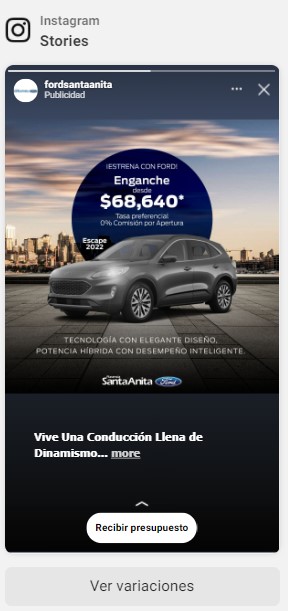 Instagram
Stories
fordsantaanita
Publicidad
¡ESTRENA CON FORD!
Enganche
desde
$68,640*
Tasa preferencial
0% Comisión por Apertura
Escape
2022
TECNOLOGÍA CON ELEGANTE DISEÑO,
POTENCIA HÍBRIDA CON DESEMPEÑO INTELIGENTE.
SantaAnita Ford
Vive Una Conducción Llena de
Dinamismo... more
Recibir presupuesto
Ver variaciones